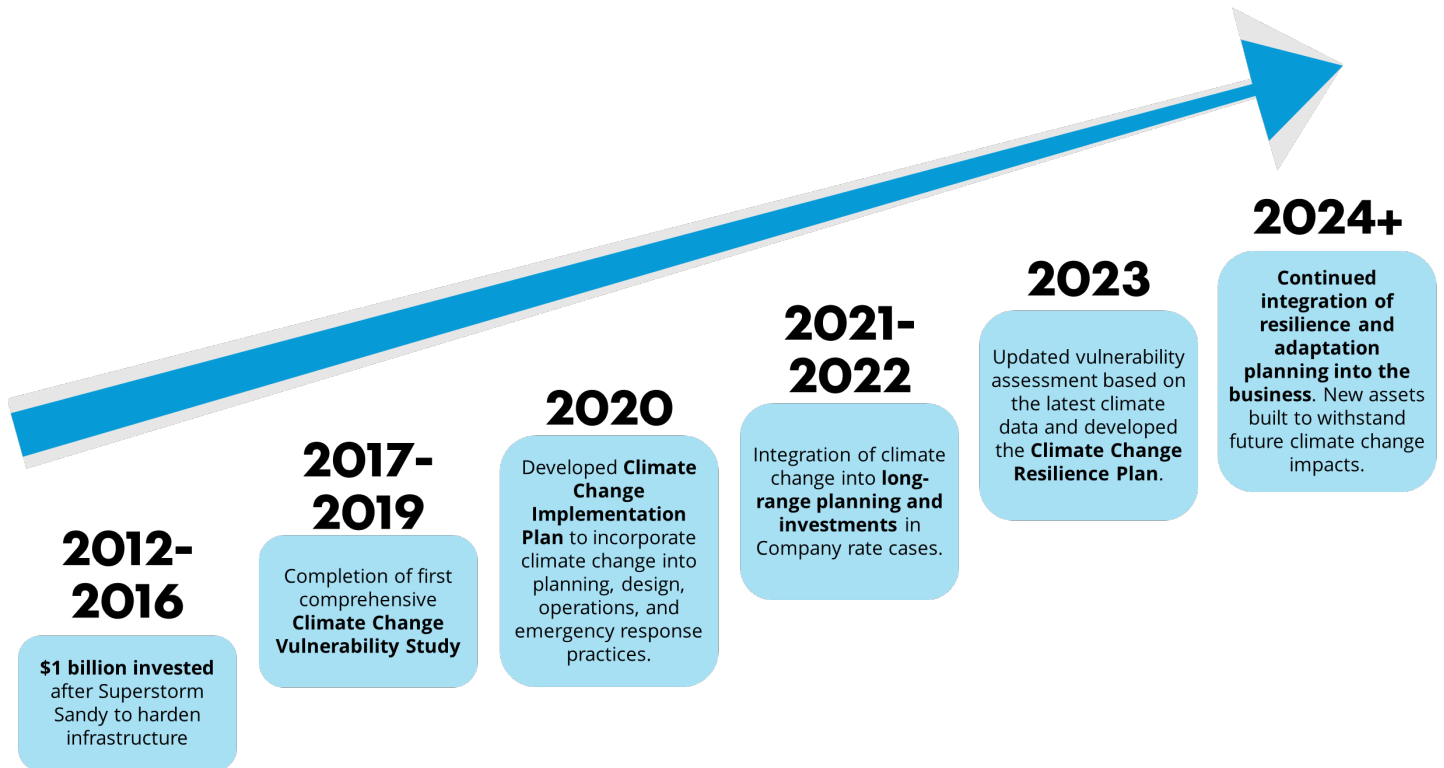 2012-
2016
$1 billion invested
after Superstorm
Sandy to harden
infrastructure
2017-
2019
Completion of first
comprehensive
Climate Change
Vulnerability Study
2020
Developed Climate
Change
Implementation
Plan to incorporate
climate change into
planning, design,
operations, and
emergency response
practices.
2021-
2022
Integration of climate
change into long-
range planning and
investments in
Company rate cases.
2023
Updated vulnerability
assessment based on
the latest climate
data and developed
the Climate Change
Resilience Plan.
2024+
Continued
integration of
resilience and
adaptation
planning into the
business. New assets
built to withstand
future climate change
impacts.